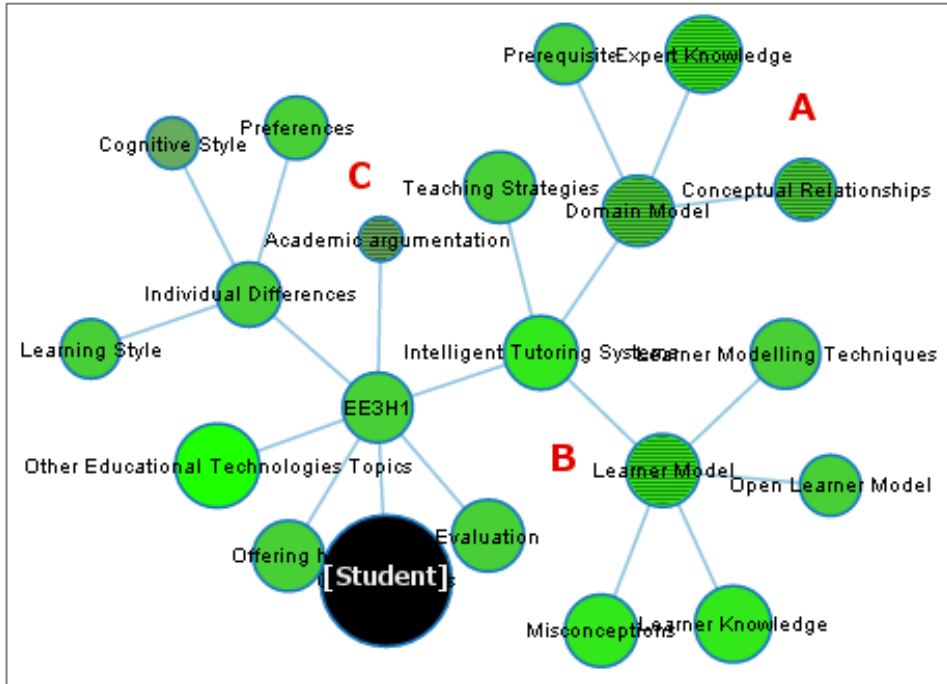 Prerequisite
Expert Knowledge
A
Cognitive Style
Preferences
C
Teaching Strategies
Conceptual Relationships
Domain Model
Academic argumentation
Individual Differences
Learning Style
Intelligent Tutoring Systems
Learner Modelling Techniques
EE3H1
B
Other Educational Technologies Topics
Learner Model
Open Learner Model
Offering
Evaluation
[Student]
Misconceptions
Learner Knowledge